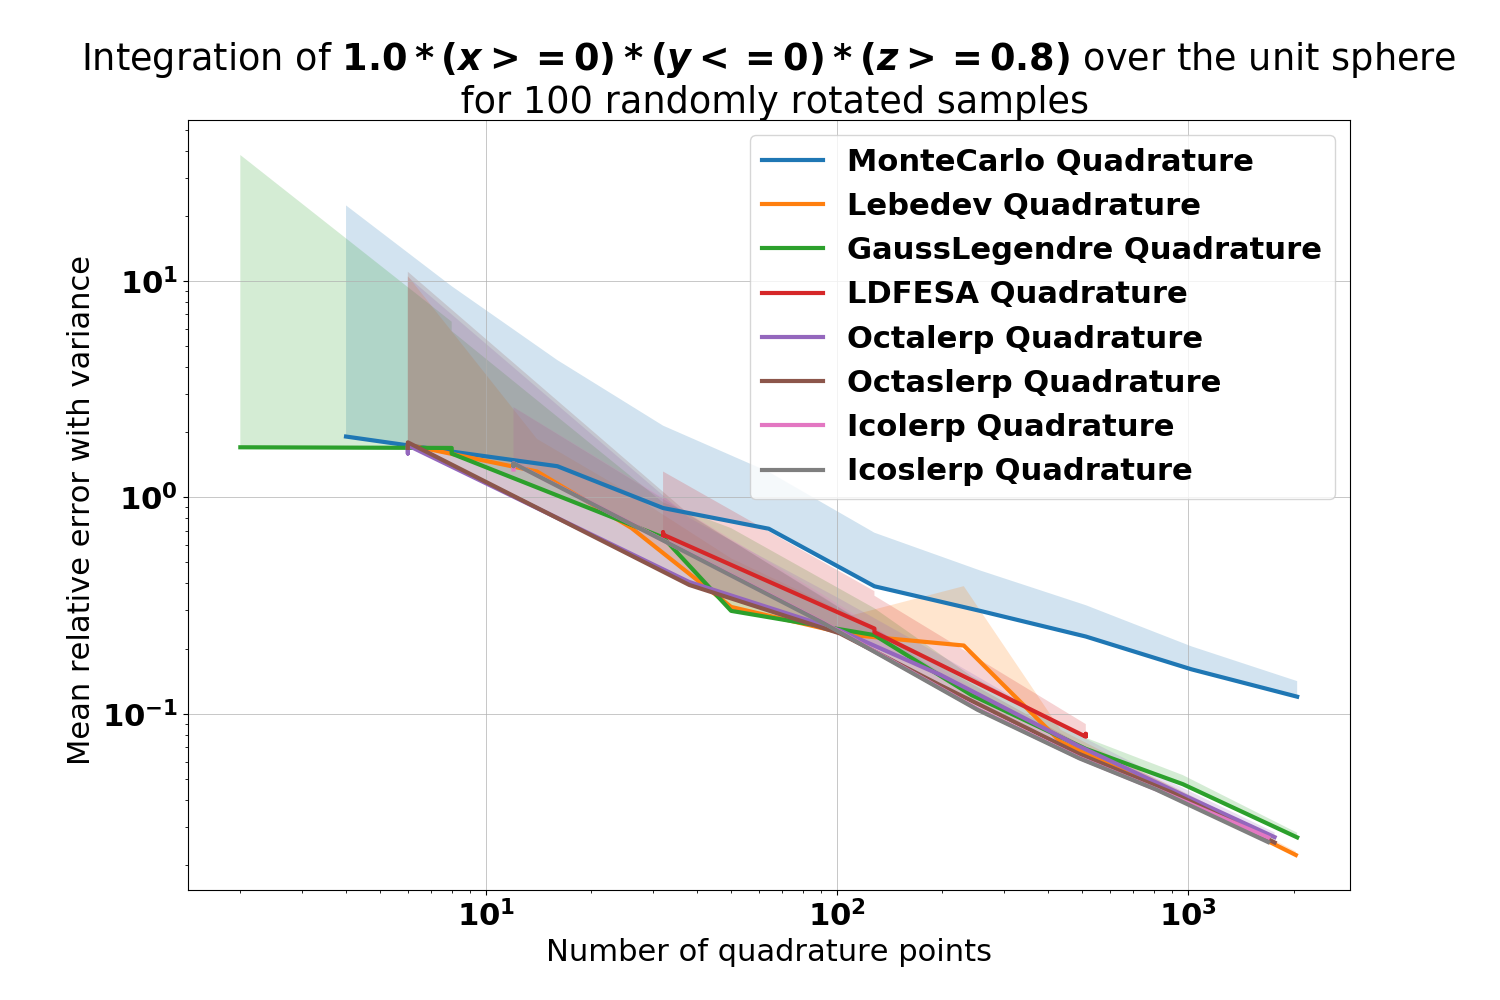 Integration of 1.0 * (x >= 0) * (y <= 0) * (z >= 0.8) over the unit sphere
for 100 randomly rotated samples
MonteCarlo Quadrature
Lebedev Quadrature
GaussLegendre Quadrature
LDFESA Quadrature
Octalerp Quadrature
Octaslerp Quadrature
Icolerp Quadrature
Icoslerp Quadrature
Mean relative error with variance
10¹
10⁰
10⁻¹
10¹ 10² 10³
Number of quadrature points